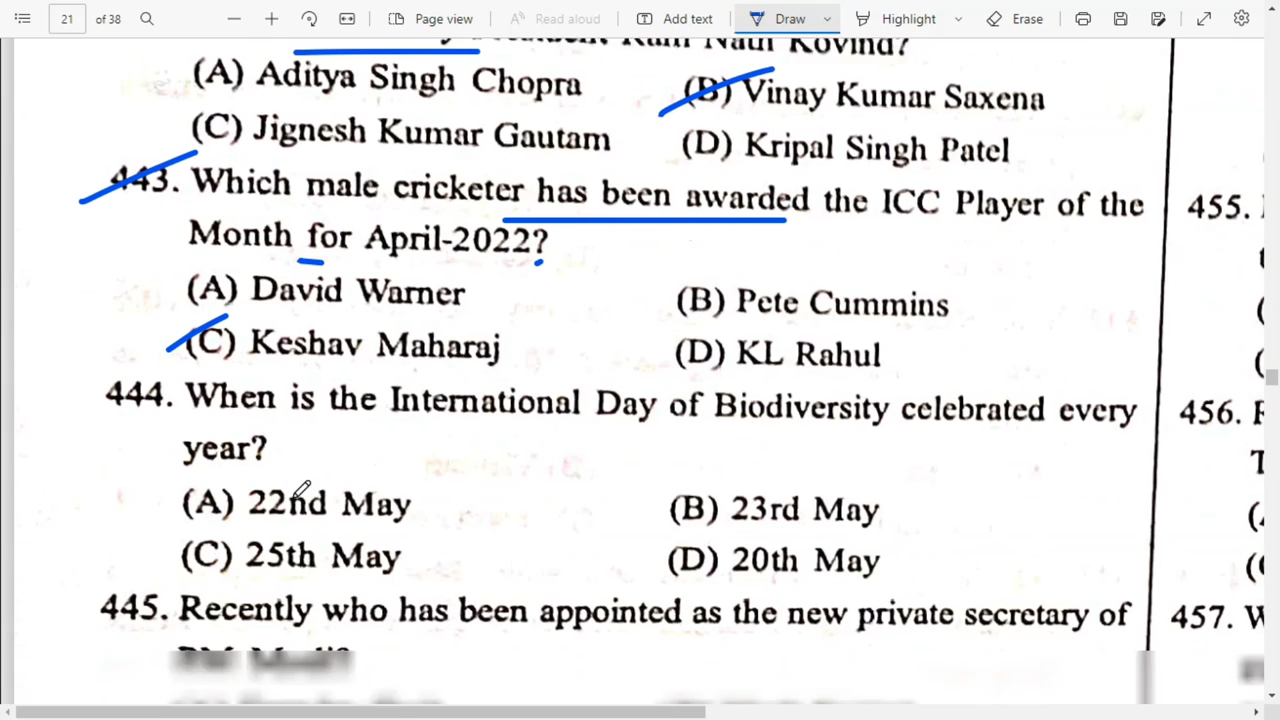 21 of 38 Page view Read aloud Add text Draw Highlight Erase
Ram Nath Kovind?
(A) Aditya Singh Chopra (B) Vinay Kumar Saxena
(C) Jignesh Kumar Gautam (D) Kripal Singh Patel
443. Which male cricketer has been awarded the ICC Player of the
Month for April-2022?
(A) David Warner (B) Pete Cummins
(C) Keshav Maharaj (D) KL Rahul
444. When is the International Day of Biodiversity celebrated every
year?
(A) 22nd May (B) 23rd May
(C) 25th May (D) 20th May
445. Recently who has been appointed as the new private secretary of
455.
456.
457.